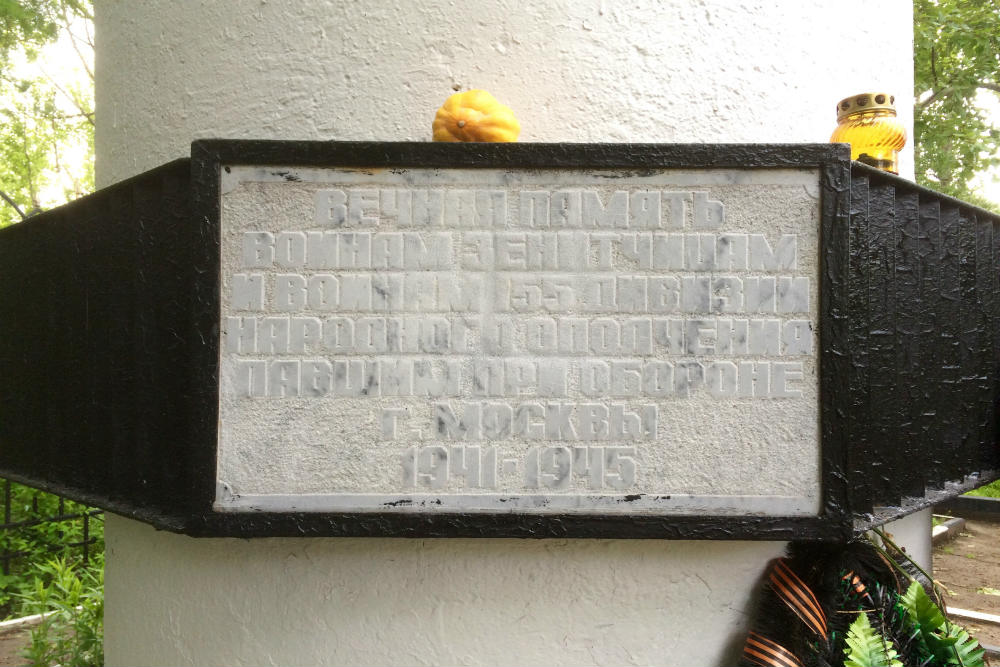 ВЕЧНАЯ ПАМЯТЬ
ВОИНАМ ЗЕНИТЧИЦАМ
И ВОИНАМ 155 ДИВИЗИИ
НАРОДНОГО ОПОЛЧЕНИЯ
ПАВШИМ ПРИ ОБОРОНЕ
Г. МОСКВЫ
1941-1945